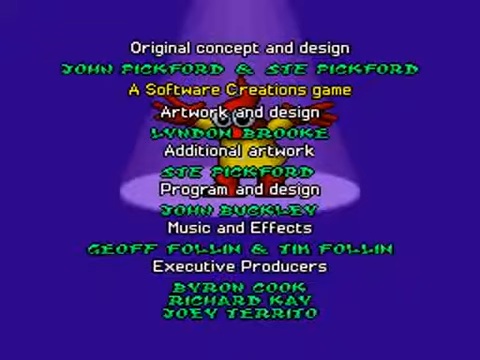 Original concept and design
JOHN PICKFORD & STE PICKFORD
A Software Creations game
Artwork and design
LYNDON BROOKE
Additional artwork
STE PICKFORD
Program and design
JOHN BUCKLEY
Music and Effects
GEOFF FOLLIN & TIM FOLLIN
Executive Producers
BYRON COOK
RICHARD KAY
JOEY TERRITO